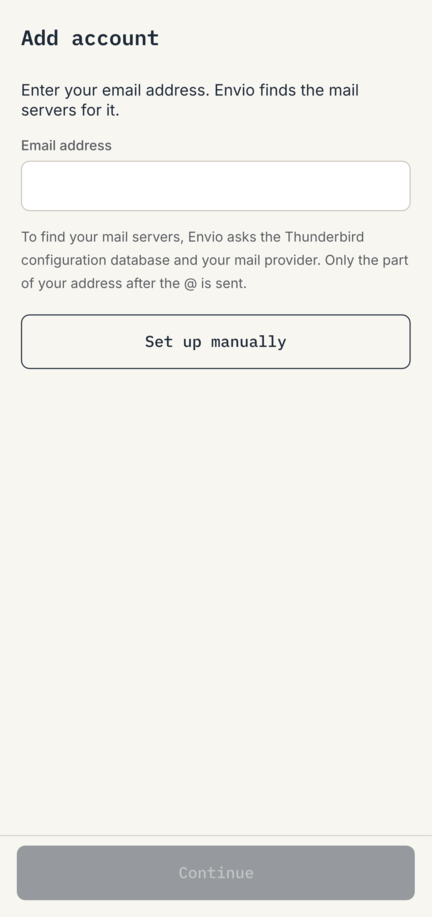 Add account
Enter your email address. Envio finds the mail
servers for it.
Email address
To find your mail servers, Envio asks the Thunderbird
configuration database and your mail provider. Only the part
of your address after the @ is sent.
Set up manually
Continue